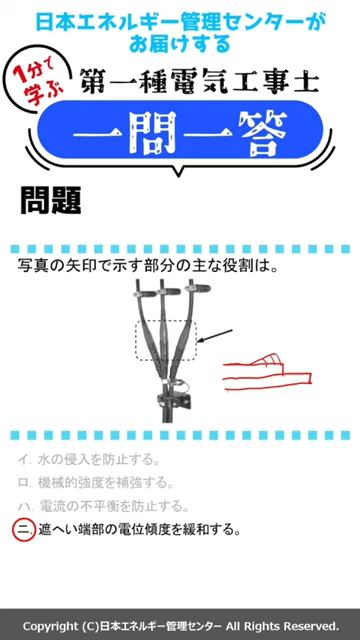 日本エネルギー管理センターが
お届けする
1分で
学ぶ
第一種電気工事士
一問一答
問題
写真の矢印で示す部分の主な役割は。
イ. 水の侵入を防止する。
ロ. 機械的強度を補強する。
ハ. 電流の不平衡を防止する。
ニ. 遮へい端部の電位傾度を緩和する。
Copyright (C)日本エネルギー管理センター All Rights Reserved.